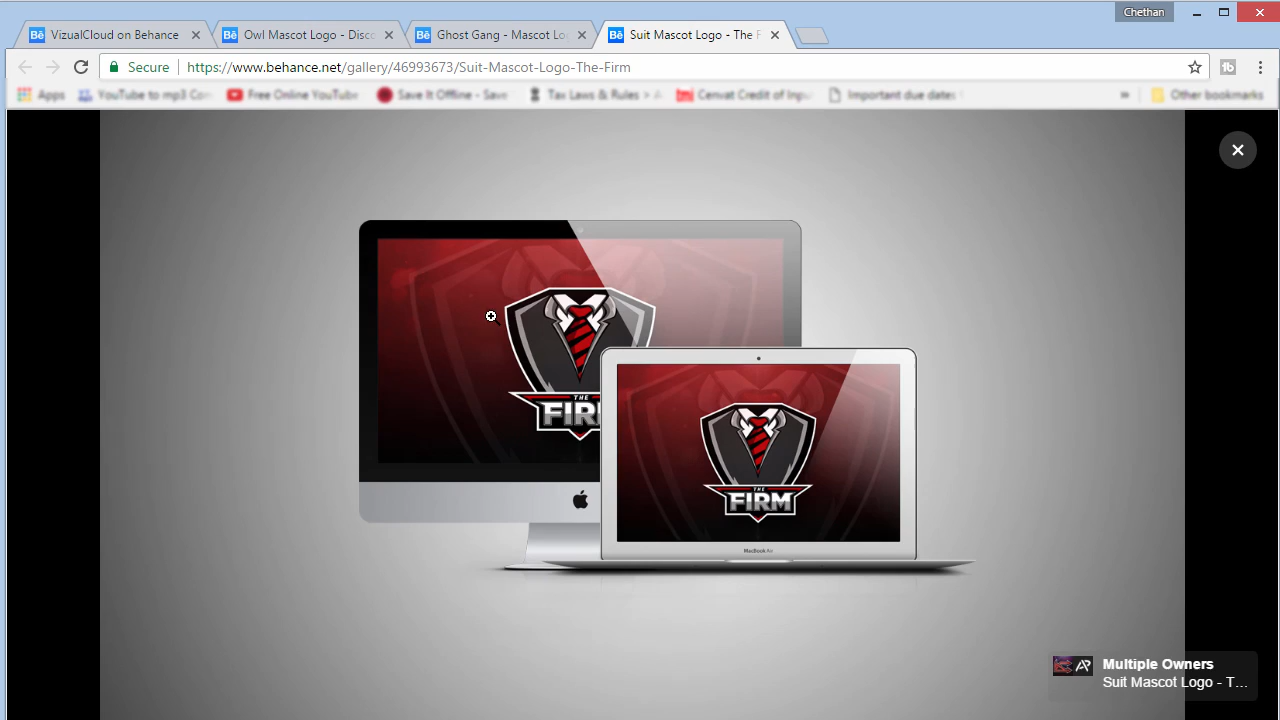 Chethan
VizualCloud on Behance
Owl Mascot Logo - Disco
Ghost Gang - Mascot Lo
Suit Mascot Logo - The F
Secure
https://www.behance.net/gallery/46993673/Suit-Mascot-Logo-The-Firm
Apps
YouTube to mp3 Con
Free Online YouTube
Save It Offline - Save
Tax Laws & Rules > A
Cenvat Credit of Inpu
Important due dates
Other bookmarks
THE
FIRM
THE
FIRM
MacBook Air
Multiple Owners
Suit Mascot Logo - T...